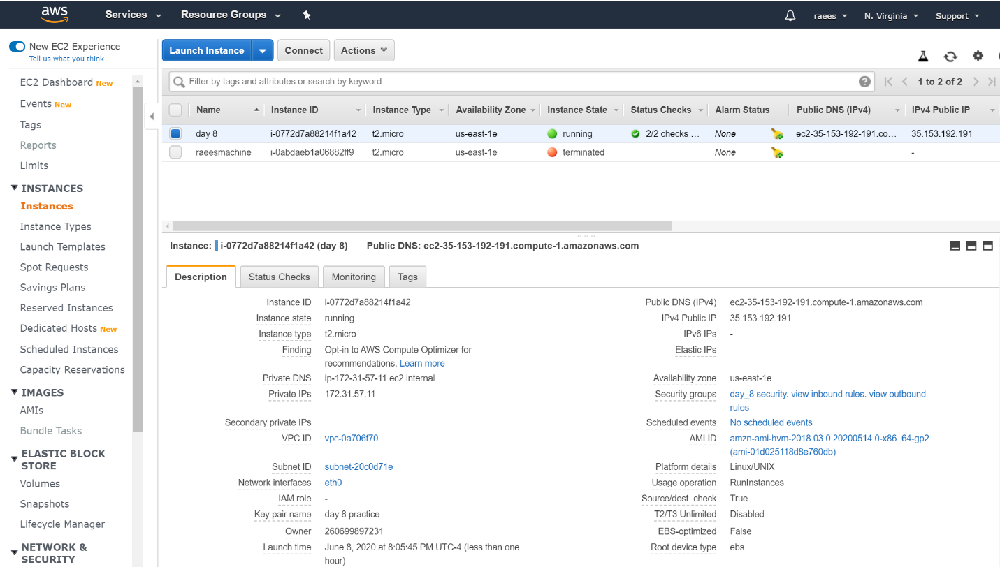 aws Services Resource Groups raees N. Virginia Support
New EC2 Experience
Tell us what you think
EC2 Dashboard New
Events New
Tags
Reports
Limits
INSTANCES
Instances
Instance Types
Launch Templates
Spot Requests
Savings Plans
Reserved Instances
Dedicated Hosts New
Scheduled Instances
Capacity Reservations
IMAGES
AMIs
Bundle Tasks
ELASTIC BLOCK
STORE
Volumes
Snapshots
Lifecycle Manager
NETWORK &
SECURITY
Launch Instance Connect Actions
Filter by tags and attributes or search by keyword ? 1 to 2 of 2
Name Instance ID Instance Type Availability Zone Instance State Status Checks Alarm Status Public DNS (IPv4) IPv4 Public IP
day 8 i-0772d7a88214f1a42 t2.micro us-east-1e running 2/2 checks ... None ec2-35-153-192-191.co... 35.153.192.191
raeesmachine i-0abdaeb1a06882ff9 t2.micro us-east-1e terminated None -
Instance: i-0772d7a88214f1a42 (day 8) Public DNS: ec2-35-153-192-191.compute-1.amazonaws.com
Description Status Checks Monitoring Tags
Instance ID i-0772d7a88214f1a42
Instance state running
Instance type t2.micro
Finding Opt-in to AWS Compute Optimizer for
recommendations. Learn more
Private DNS ip-172-31-57-11.ec2.internal
Private IPs 172.31.57.11
Secondary private IPs
VPC ID vpc-0a706f70
Subnet ID subnet-20c0d71e
Network interfaces eth0
IAM role -
Key pair name day 8 practice
Owner 260699897231
Launch time June 8, 2020 at 8:05:45 PM UTC-4 (less than one
hour)
Public DNS (IPv4) ec2-35-153-192-191.compute-1.amazonaws.com
IPv4 Public IP 35.153.192.191
IPv6 IPs -
Elastic IPs
Availability zone us-east-1e
Security groups day_8 security. view inbound rules. view outbound
rules
Scheduled events No scheduled events
AMI ID amzn-ami-hvm-2018.03.0.20200514.0-x86_64-gp2
(ami-01d025118d8e760db)
Platform details Linux/UNIX
Usage operation RunInstances
Source/dest. check True
T2/T3 Unlimited Disabled
EBS-optimized False
Root device type ebs